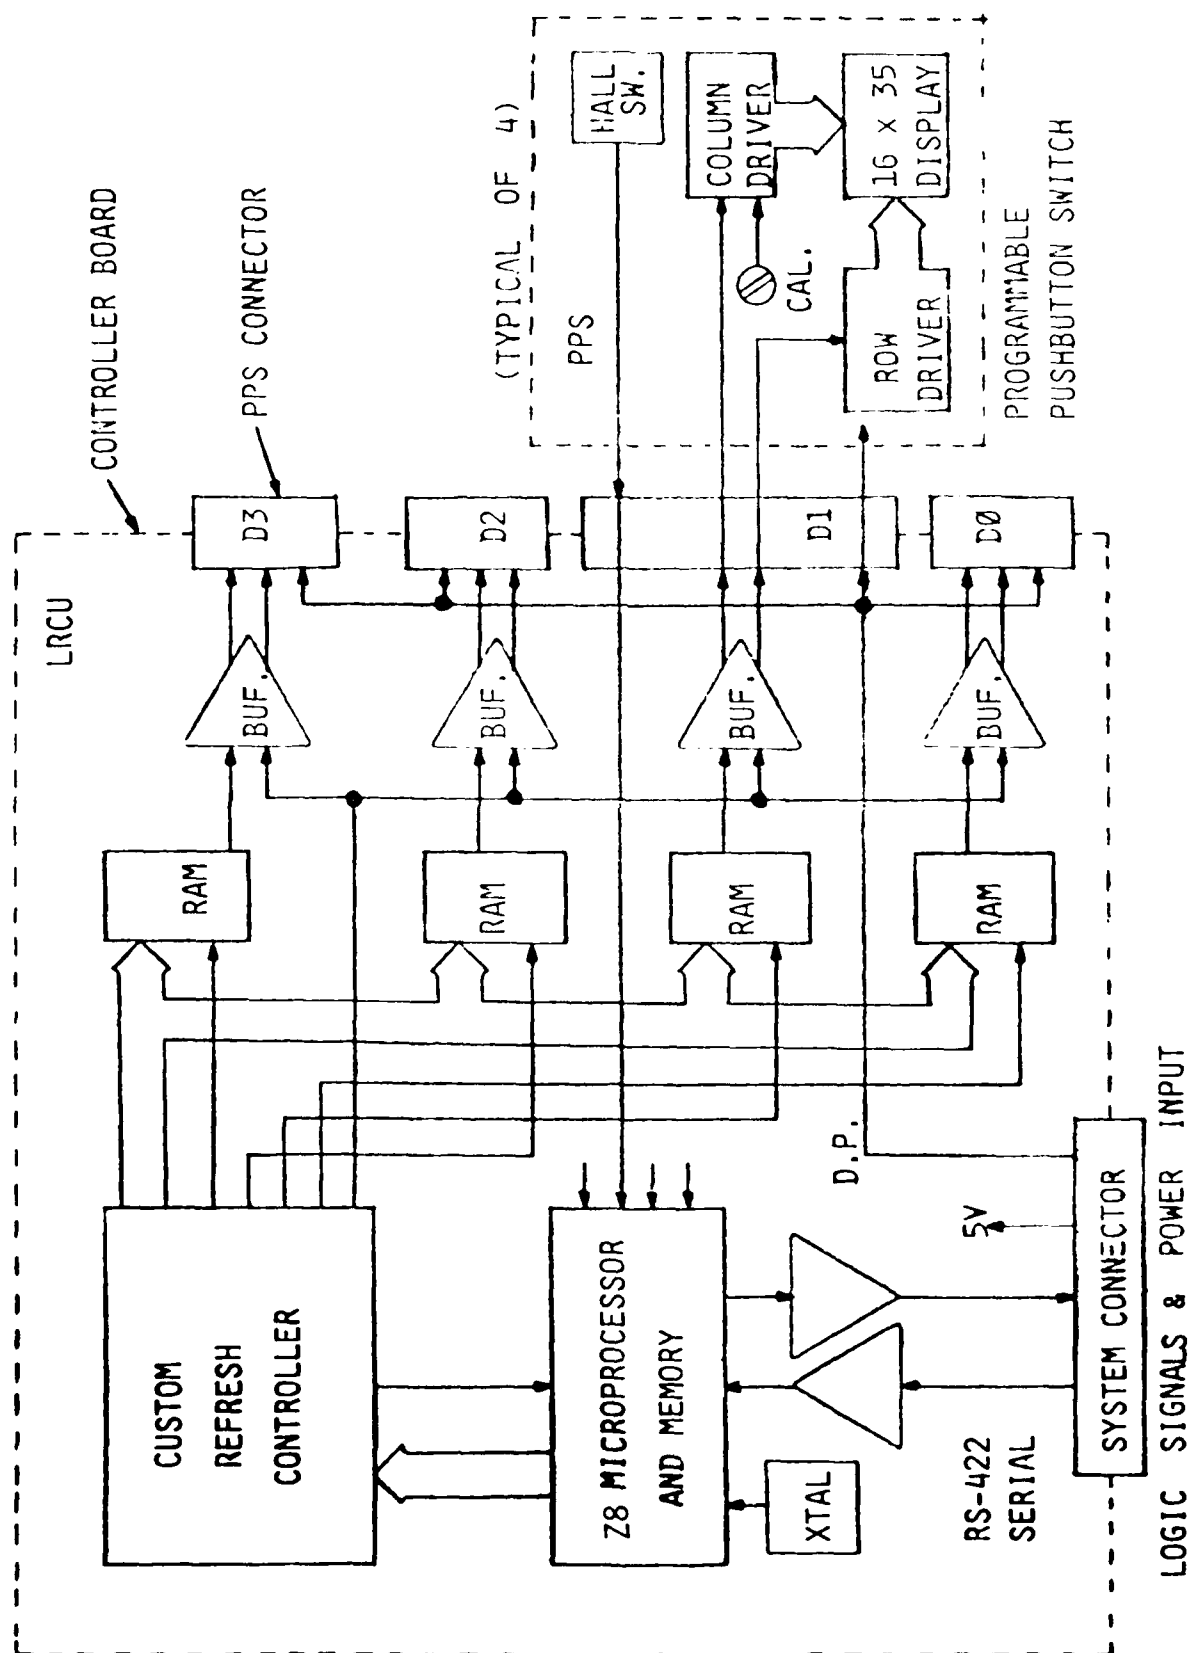 CONTROLLER BOARD
PPS CONNECTOR
LRCU
(TYPICAL OF 4)
PPS
HALL
SW.
COLUMN
DRIVER
CAL.
ROW
DRIVER
16 x 35
DISPLAY
PROGRAMMABLE
PUSHBUTTON SWITCH
D3
D2
D1
DØ
BUF.
BUF.
BUF.
BUF.
RAM
RAM
RAM
RAM
CUSTOM
REFRESH
CONTROLLER
Z8 MICROPROCESSOR
AND MEMORY
XTAL
D.P.
5V
RS-422
SERIAL
SYSTEM CONNECTOR
LOGIC SIGNALS & POWER INPUT